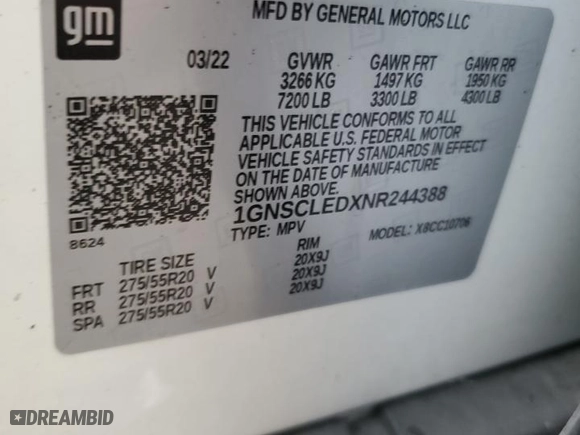 gm
MFD BY GENERAL MOTORS LLC
03/22 GVWR GAWR FRT GAWR RR
3266 KG 1497 KG 1950 KG
7200 LB 3300 LB 4300 LB
THIS VEHICLE CONFORMS TO ALL
APPLICABLE U.S. FEDERAL MOTOR
VEHICLE SAFETY STANDARDS IN EFFECT
ON THE DATE OF MANUFACTURE
SHOWN ABOVE.
1GNSCLEDXNR244388
8624 TYPE: MPV MODEL: X8CC10706
TIRE SIZE RIM
FRT 275/55R20 V 20X9J
RR 275/55R20 V 20X9J
SPA 275/55R20 V 20X9J
DREAMBID